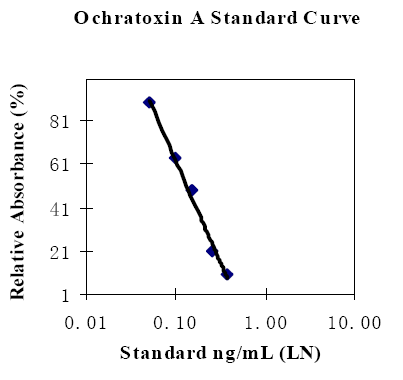 Ochratoxin A Standard Curve
Relative Absorbance (%)
81
61
41
21
1
0.01 0.10 1.00 10.00
Standard ng/mL (LN)